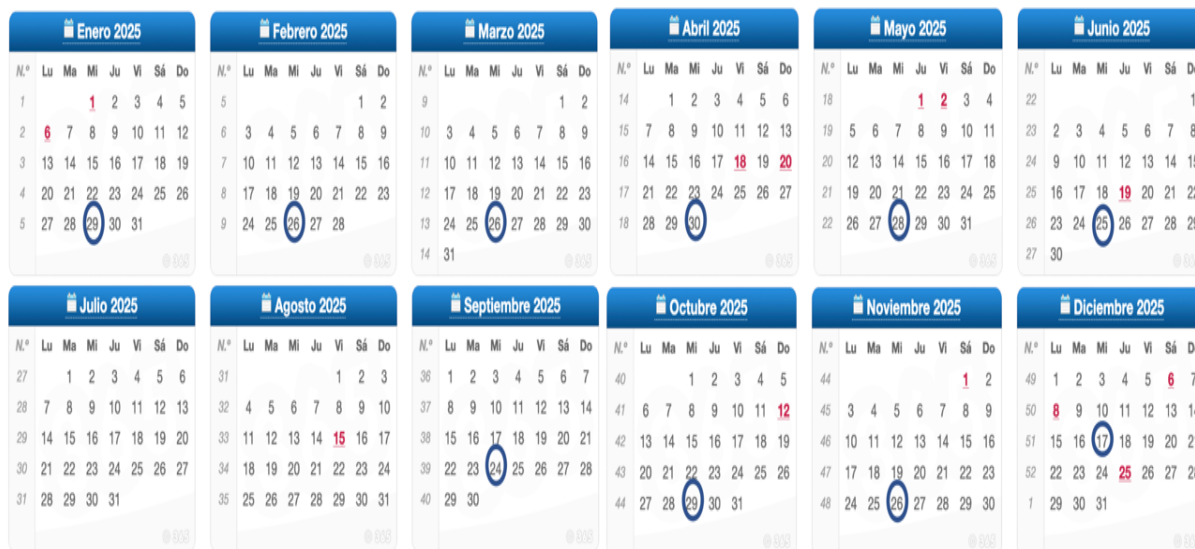 Enero 2025
N.º Lu Ma Mi Ju Vi Sá Do
1 1 2 3 4 5
2 6 7 8 9 10 11 12
3 13 14 15 16 17 18 19
4 20 21 22 23 24 25 26
5 27 28 29 30 31
© 365
Febrero 2025
N.º Lu Ma Mi Ju Vi Sá Do
5 1 2
6 3 4 5 6 7 8 9
7 10 11 12 13 14 15 16
8 17 18 19 20 21 22 23
9 24 25 26 27 28
© 365
Marzo 2025
N.º Lu Ma Mi Ju Vi Sá Do
9 1 2
10 3 4 5 6 7 8 9
11 10 11 12 13 14 15 16
12 17 18 19 20 21 22 23
13 24 25 26 27 28 29 30
14 31
© 365
Abril 2025
N.º Lu Ma Mi Ju Vi Sá Do
14 1 2 3 4 5 6
15 7 8 9 10 11 12 13
16 14 15 16 17 18 19 20
17 21 22 23 24 25 26 27
18 28 29 30
© 365
Mayo 2025
N.º Lu Ma Mi Ju Vi Sá Do
18 1 2 3 4
19 5 6 7 8 9 10 11
20 12 13 14 15 16 17 18
21 19 20 21 22 23 24 25
22 26 27 28 29 30 31
© 365
Junio 2025
N.º Lu Ma Mi Ju Vi Sá
22 1
23 2 3 4 5 6 7 8
24 9 10 11 12 13 14
25 16 17 18 19 20 21
26 23 24 25 26 27 28
27 30
Julio 2025
N.º Lu Ma Mi Ju Vi Sá Do
27 1 2 3 4 5 6
28 7 8 9 10 11 12 13
29 14 15 16 17 18 19 20
30 21 22 23 24 25 26 27
31 28 29 30 31
© 365
Agosto 2025
N.º Lu Ma Mi Ju Vi Sá Do
31 1 2 3
32 4 5 6 7 8 9 10
33 11 12 13 14 15 16 17
34 18 19 20 21 22 23 24
35 25 26 27 28 29 30 31
© 365
Septiembre 2025
N.º Lu Ma Mi Ju Vi Sá Do
36 1 2 3 4 5 6 7
37 8 9 10 11 12 13 14
38 15 16 17 18 19 20 21
39 22 23 24 25 26 27 28
40 29 30
© 365
Octubre 2025
N.º Lu Ma Mi Ju Vi Sá Do
40 1 2 3 4 5
41 6 7 8 9 10 11 12
42 13 14 15 16 17 18 19
43 20 21 22 23 24 25 26
44 27 28 29 30 31
© 365
Noviembre 2025
N.º Lu Ma Mi Ju Vi Sá Do
44 1 2
45 3 4 5 6 7 8 9
46 10 11 12 13 14 15 16
47 17 18 19 20 21 22 23
48 24 25 26 27 28 29 30
© 365
Diciembre 2025
N.º Lu Ma Mi Ju Vi Sá
49 1 2 3 4 5 6 7
50 8 9 10 11 12 13
51 15 16 17 18 19 20
52 22 23 24 25 26 27
1 29 30 31